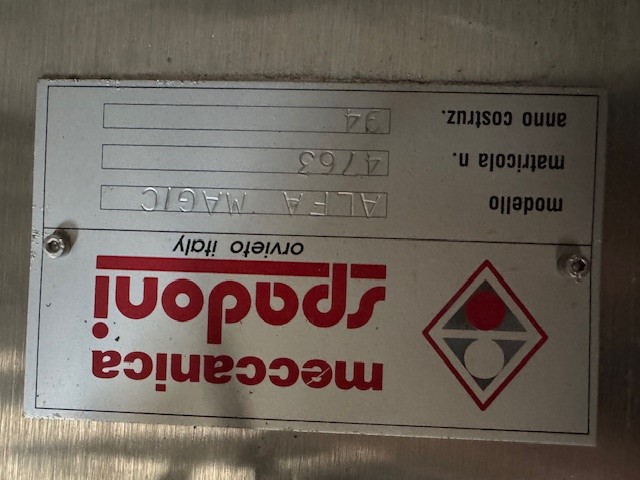 meccanica
spadoni
orvieto italy
modello ALFA MAGIC
matricola n. 4763
anno costruz. 94